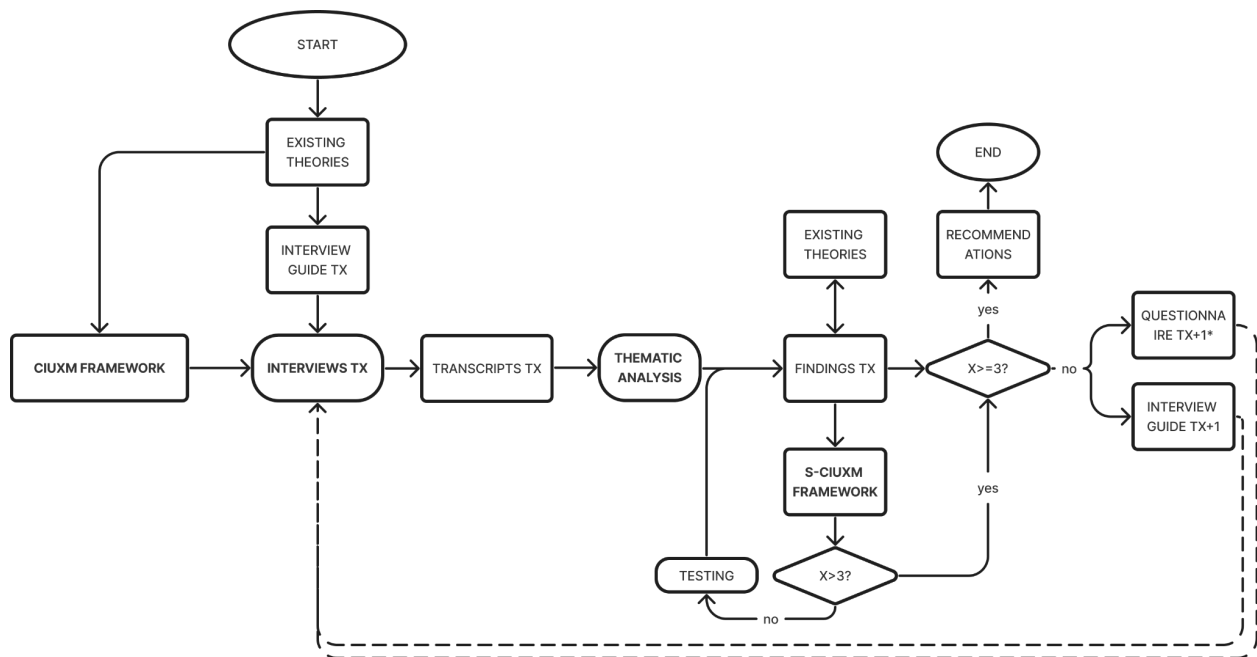 START
EXISTING
THEORIES
END
INTERVIEW
GUIDE TX
EXISTING
THEORIES
RECOMMEND
ATIONS
yes
QUESTIONNA
IRE TX+1*
CIUXM FRAMEWORK
INTERVIEWS TX
TRANSCRIPTS TX
THEMATIC
ANALYSIS
FINDINGS TX
X>=3?
no
INTERVIEW
GUIDE TX+1
S-CIUXM
FRAMEWORK
yes
TESTING
X>3?
no